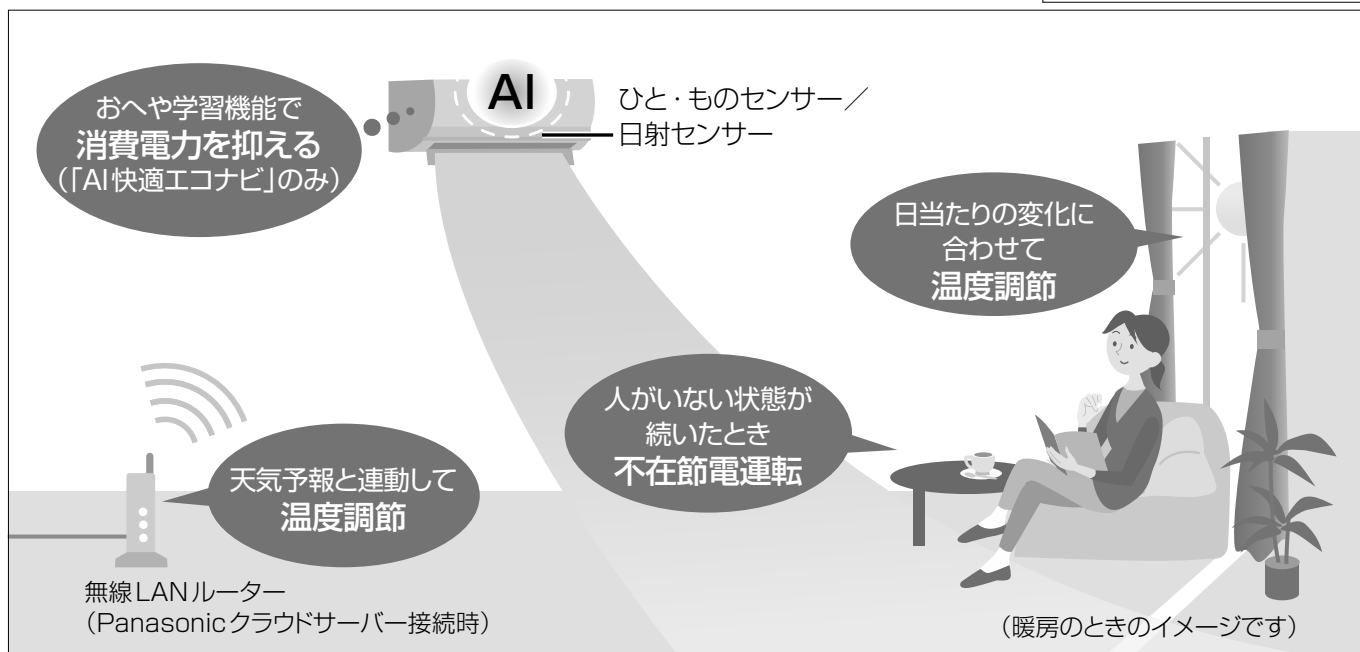 おへや学習機能で
消費電力を抑える
（「AI快適エコナビ」のみ）
AI
ひと・ものセンサー／
日射センサー
日当たりの変化に
合わせて
温度調節
人がいない状態が
続いたとき
不在節電運転
天気予報と連動して
温度調節
無線LANルーター
（Panasonicクラウドサーバー接続時）
（暖房のときのイメージです）